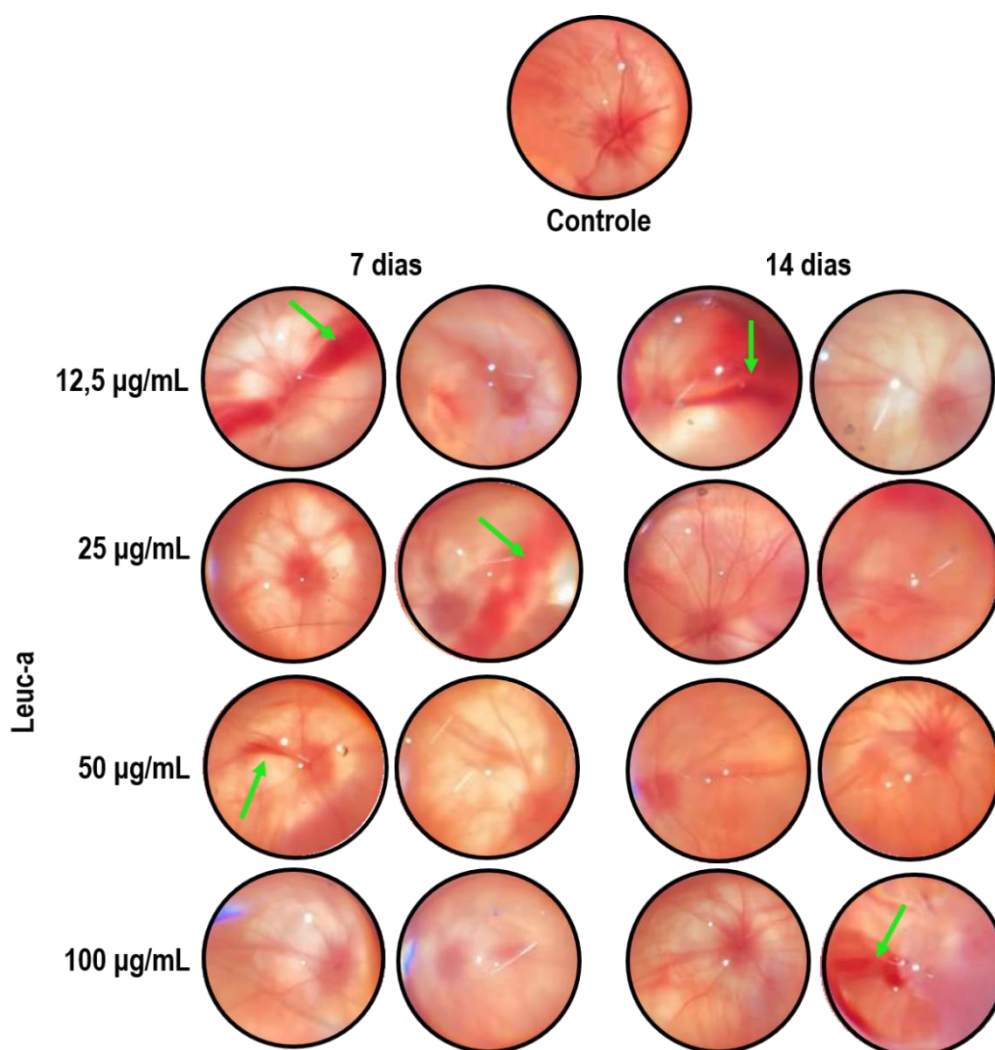 Controle
7 dias
14 dias
12,5 µg/mL
25 µg/mL
Leuc-a
50 µg/mL
100 µg/mL